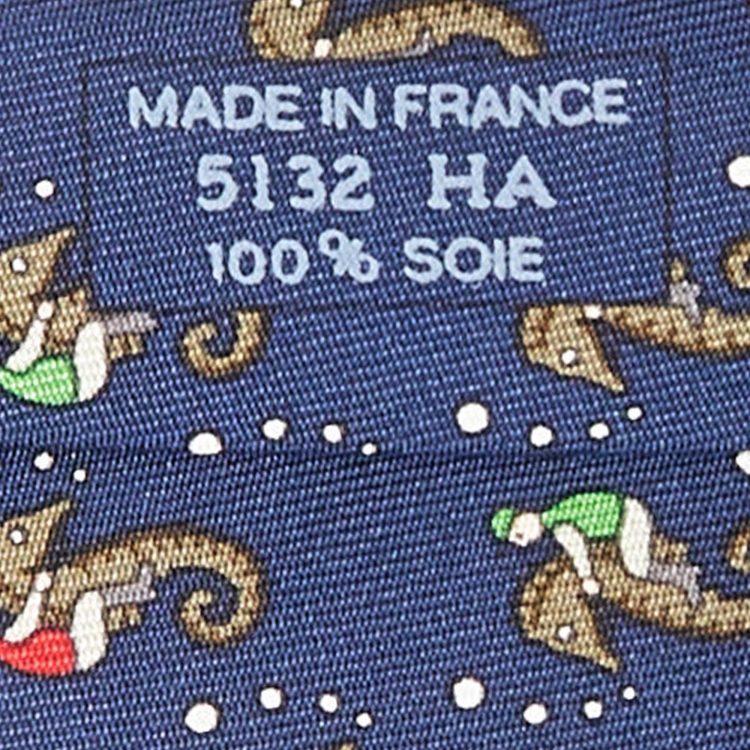 MADE IN FRANCE
5132 HA
100% SOIE